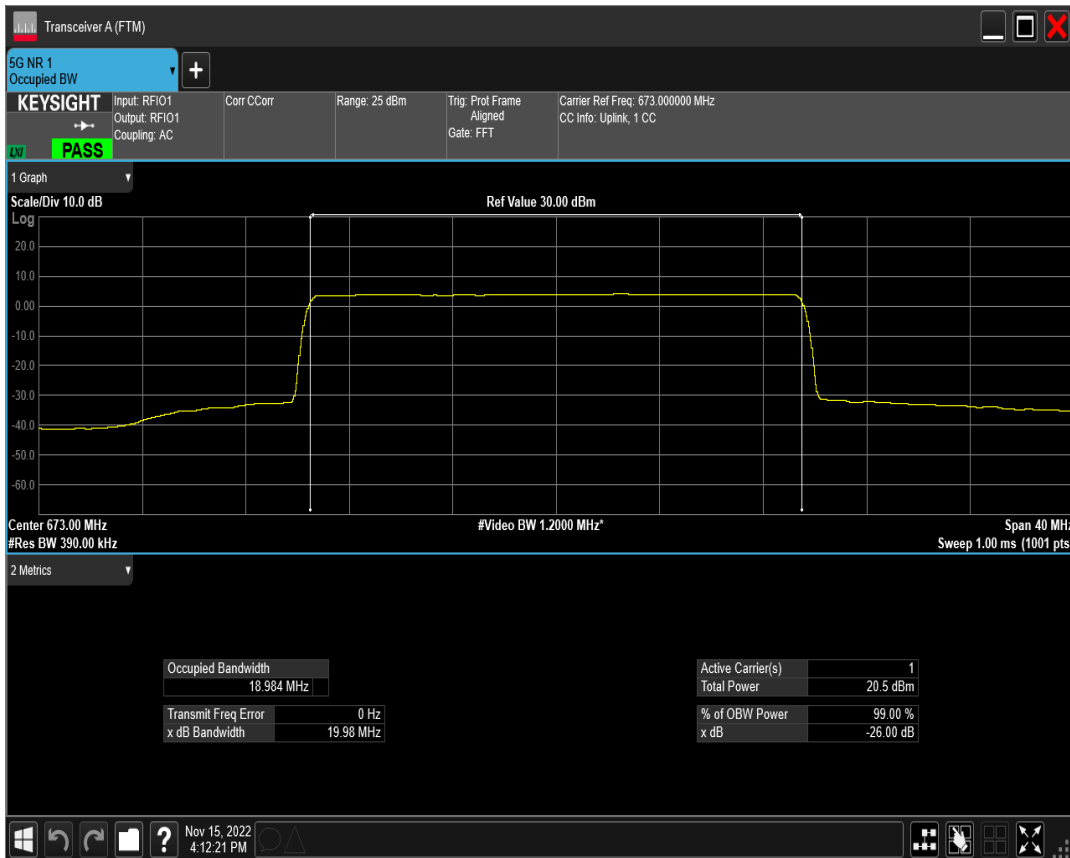 Transceiver A (FTM)
5G NR 1
Occupied BW
+
KEYSIGHT
LXI
PASS
Input: RFIO1
Output: RFIO1
Coupling: AC
Corr CCorr
Range: 25 dBm
Trig: Prot Frame
Aligned
Gate: FFT
Carrier Ref Freq: 673.000000 MHz
CC Info: Uplink, 1 CC
1 Graph
Scale/Div 10.0 dB
Ref Value 30.00 dBm
Log
20.0
10.0
0.00
-10.0
-20.0
-30.0
-40.0
-50.0
-60.0
Center 673.00 MHz
#Video BW 1.2000 MHz*
Span 40 MHz
#Res BW 390.00 kHz
Sweep 1.00 ms (1001 pts
2 Metrics
Occupied Bandwidth
18.984 MHz
Transmit Freq Error 0 Hz
x dB Bandwidth 19.98 MHz
Active Carrier(s) 1
Total Power 20.5 dBm
% of OBW Power 99.00 %
x dB -26.00 dB
?
Nov 15, 2022
4:12:21 PM